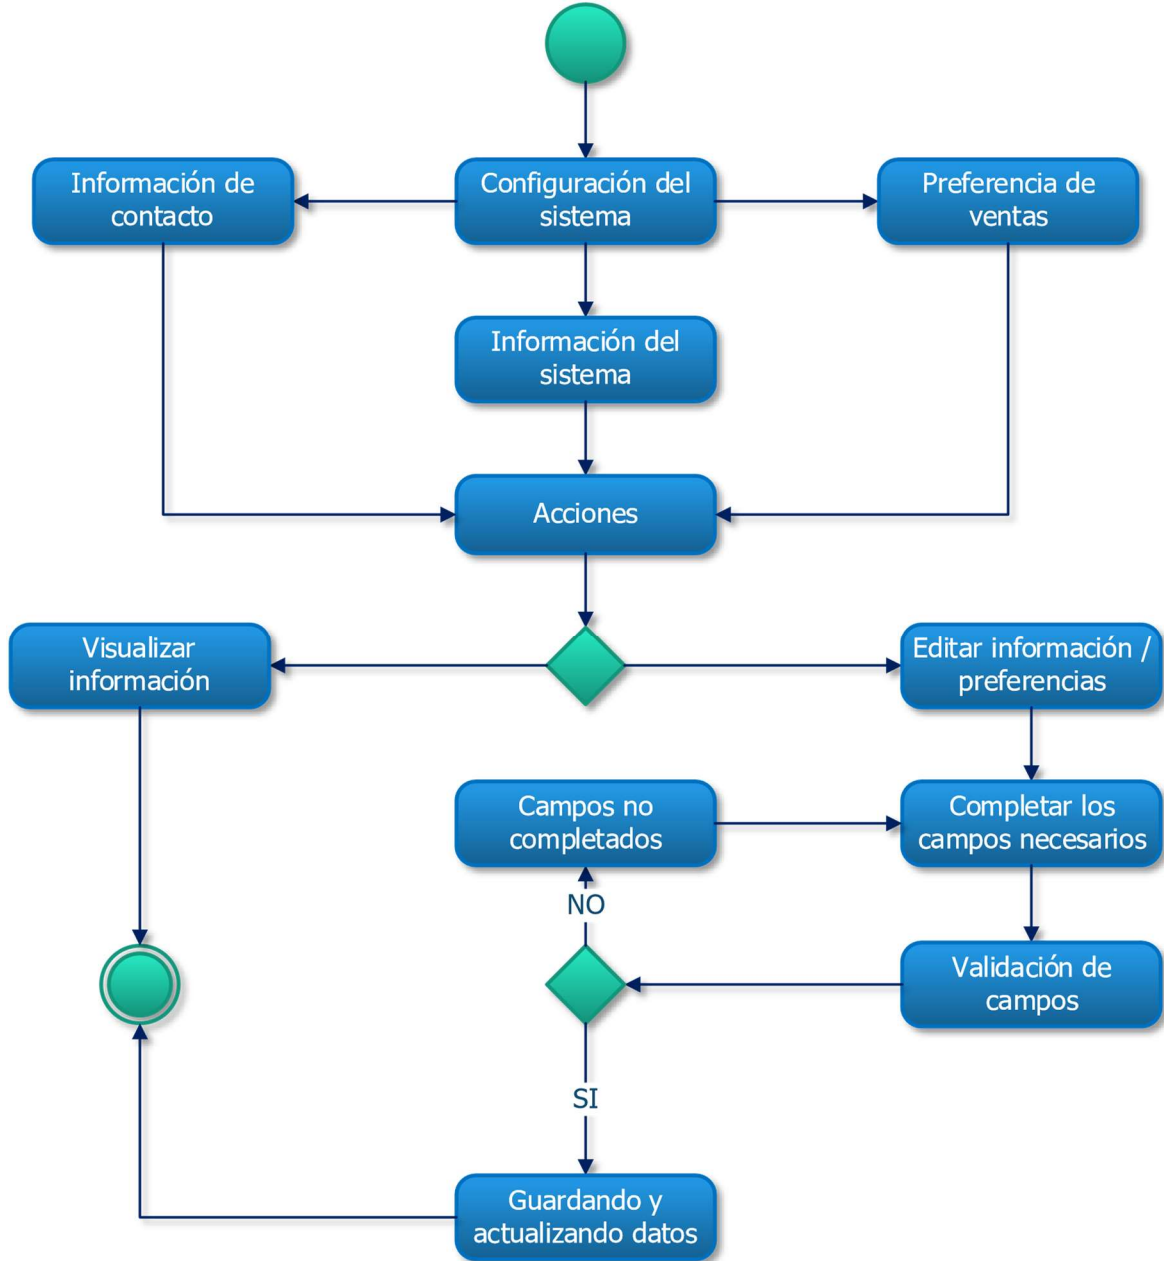 Información de
contacto
Configuración del
sistema
Preferencia de
ventas
Información del
sistema
Acciones
Visualizar
información
Editar información /
preferencias
Campos no
completados
Completar los
campos necesarios
NO
Validación de
campos
SI
Guardando y
actualizando datos